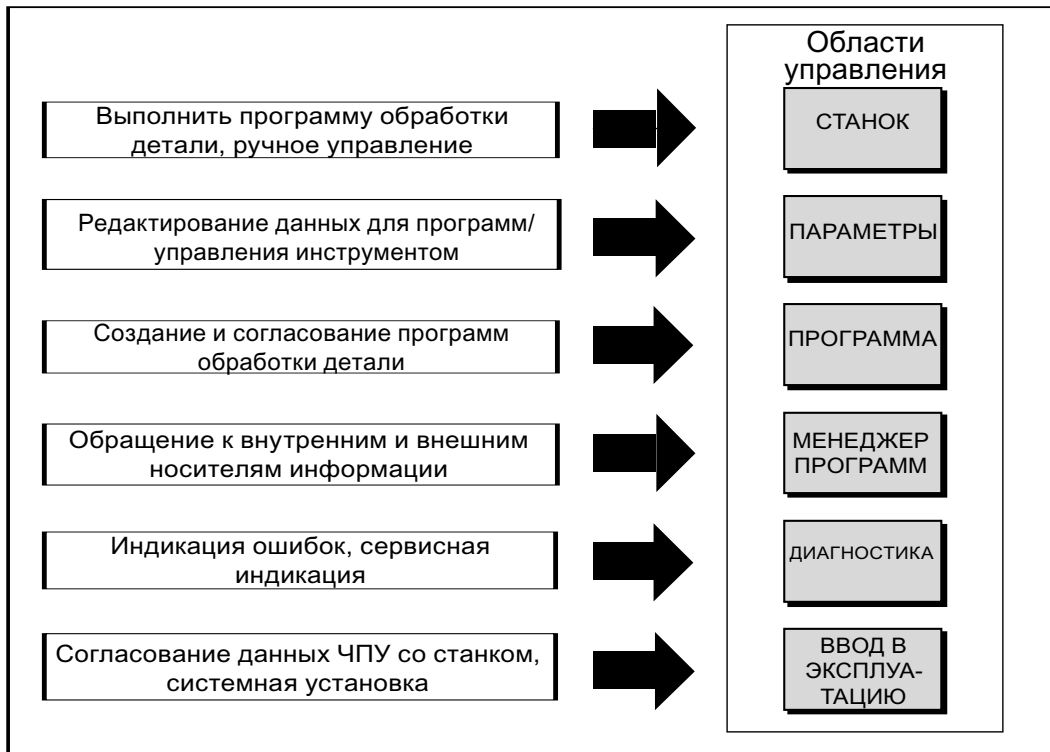 Области
управления
Выполнить программу обработки
детали, ручное управление
СТАНОК
Редактирование данных для программ/
управления инструментом
ПАРАМЕТРЫ
Создание и согласование программ
обработки детали
ПРОГРАММА
Обращение к внутренним и внешним
носителям информации
МЕНЕДЖЕР
ПРОГРАММ
Индикация ошибок, сервисная
индикация
ДИАГНОСТИКА
Согласование данных ЧПУ со станком,
системная установка
ВВОД В
ЭКСПЛУА-
ТАЦИЮ